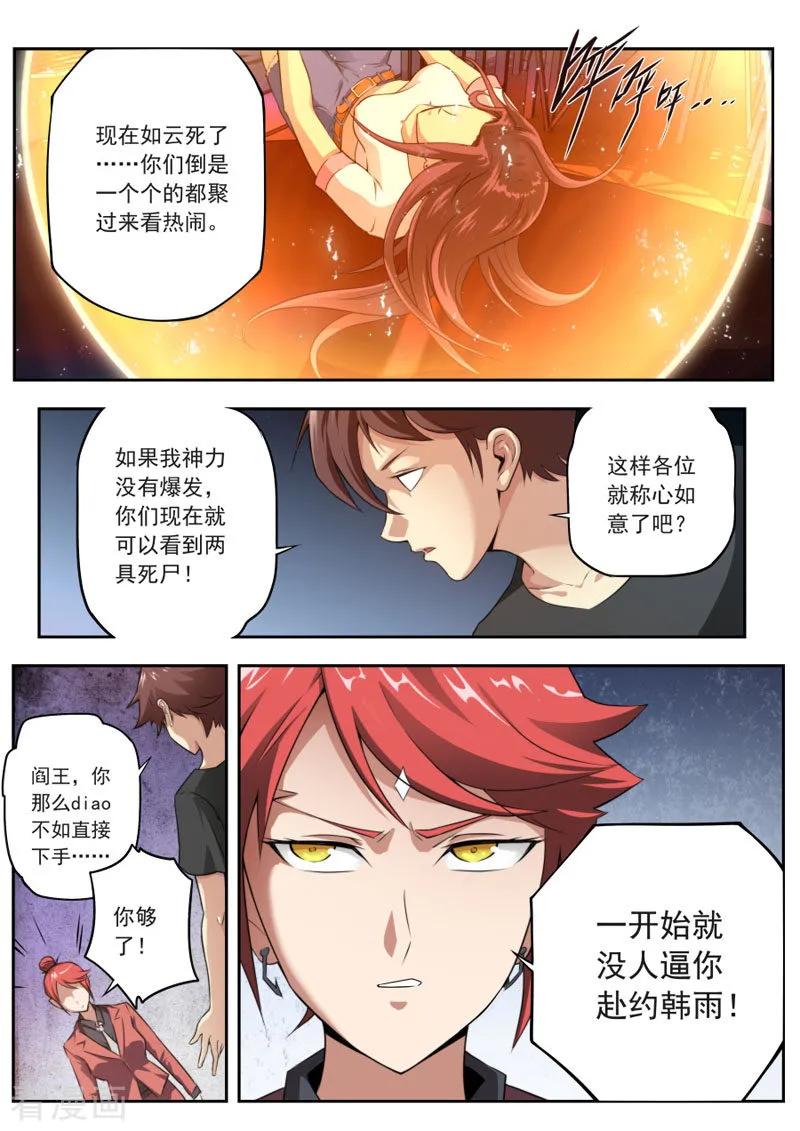 现在如云死了
……你们倒是
一个个的都聚
过来看热闹。
呼呼呼....
如果我神力
没有爆发，
你们现在就
可以看到两
具死尸！
这样各位
就称心如
意了吧？
阎王，你
那么diao
不如直接
下手……
你够
了！
一开始就
没人逼你
赴约韩雨！
看漫画